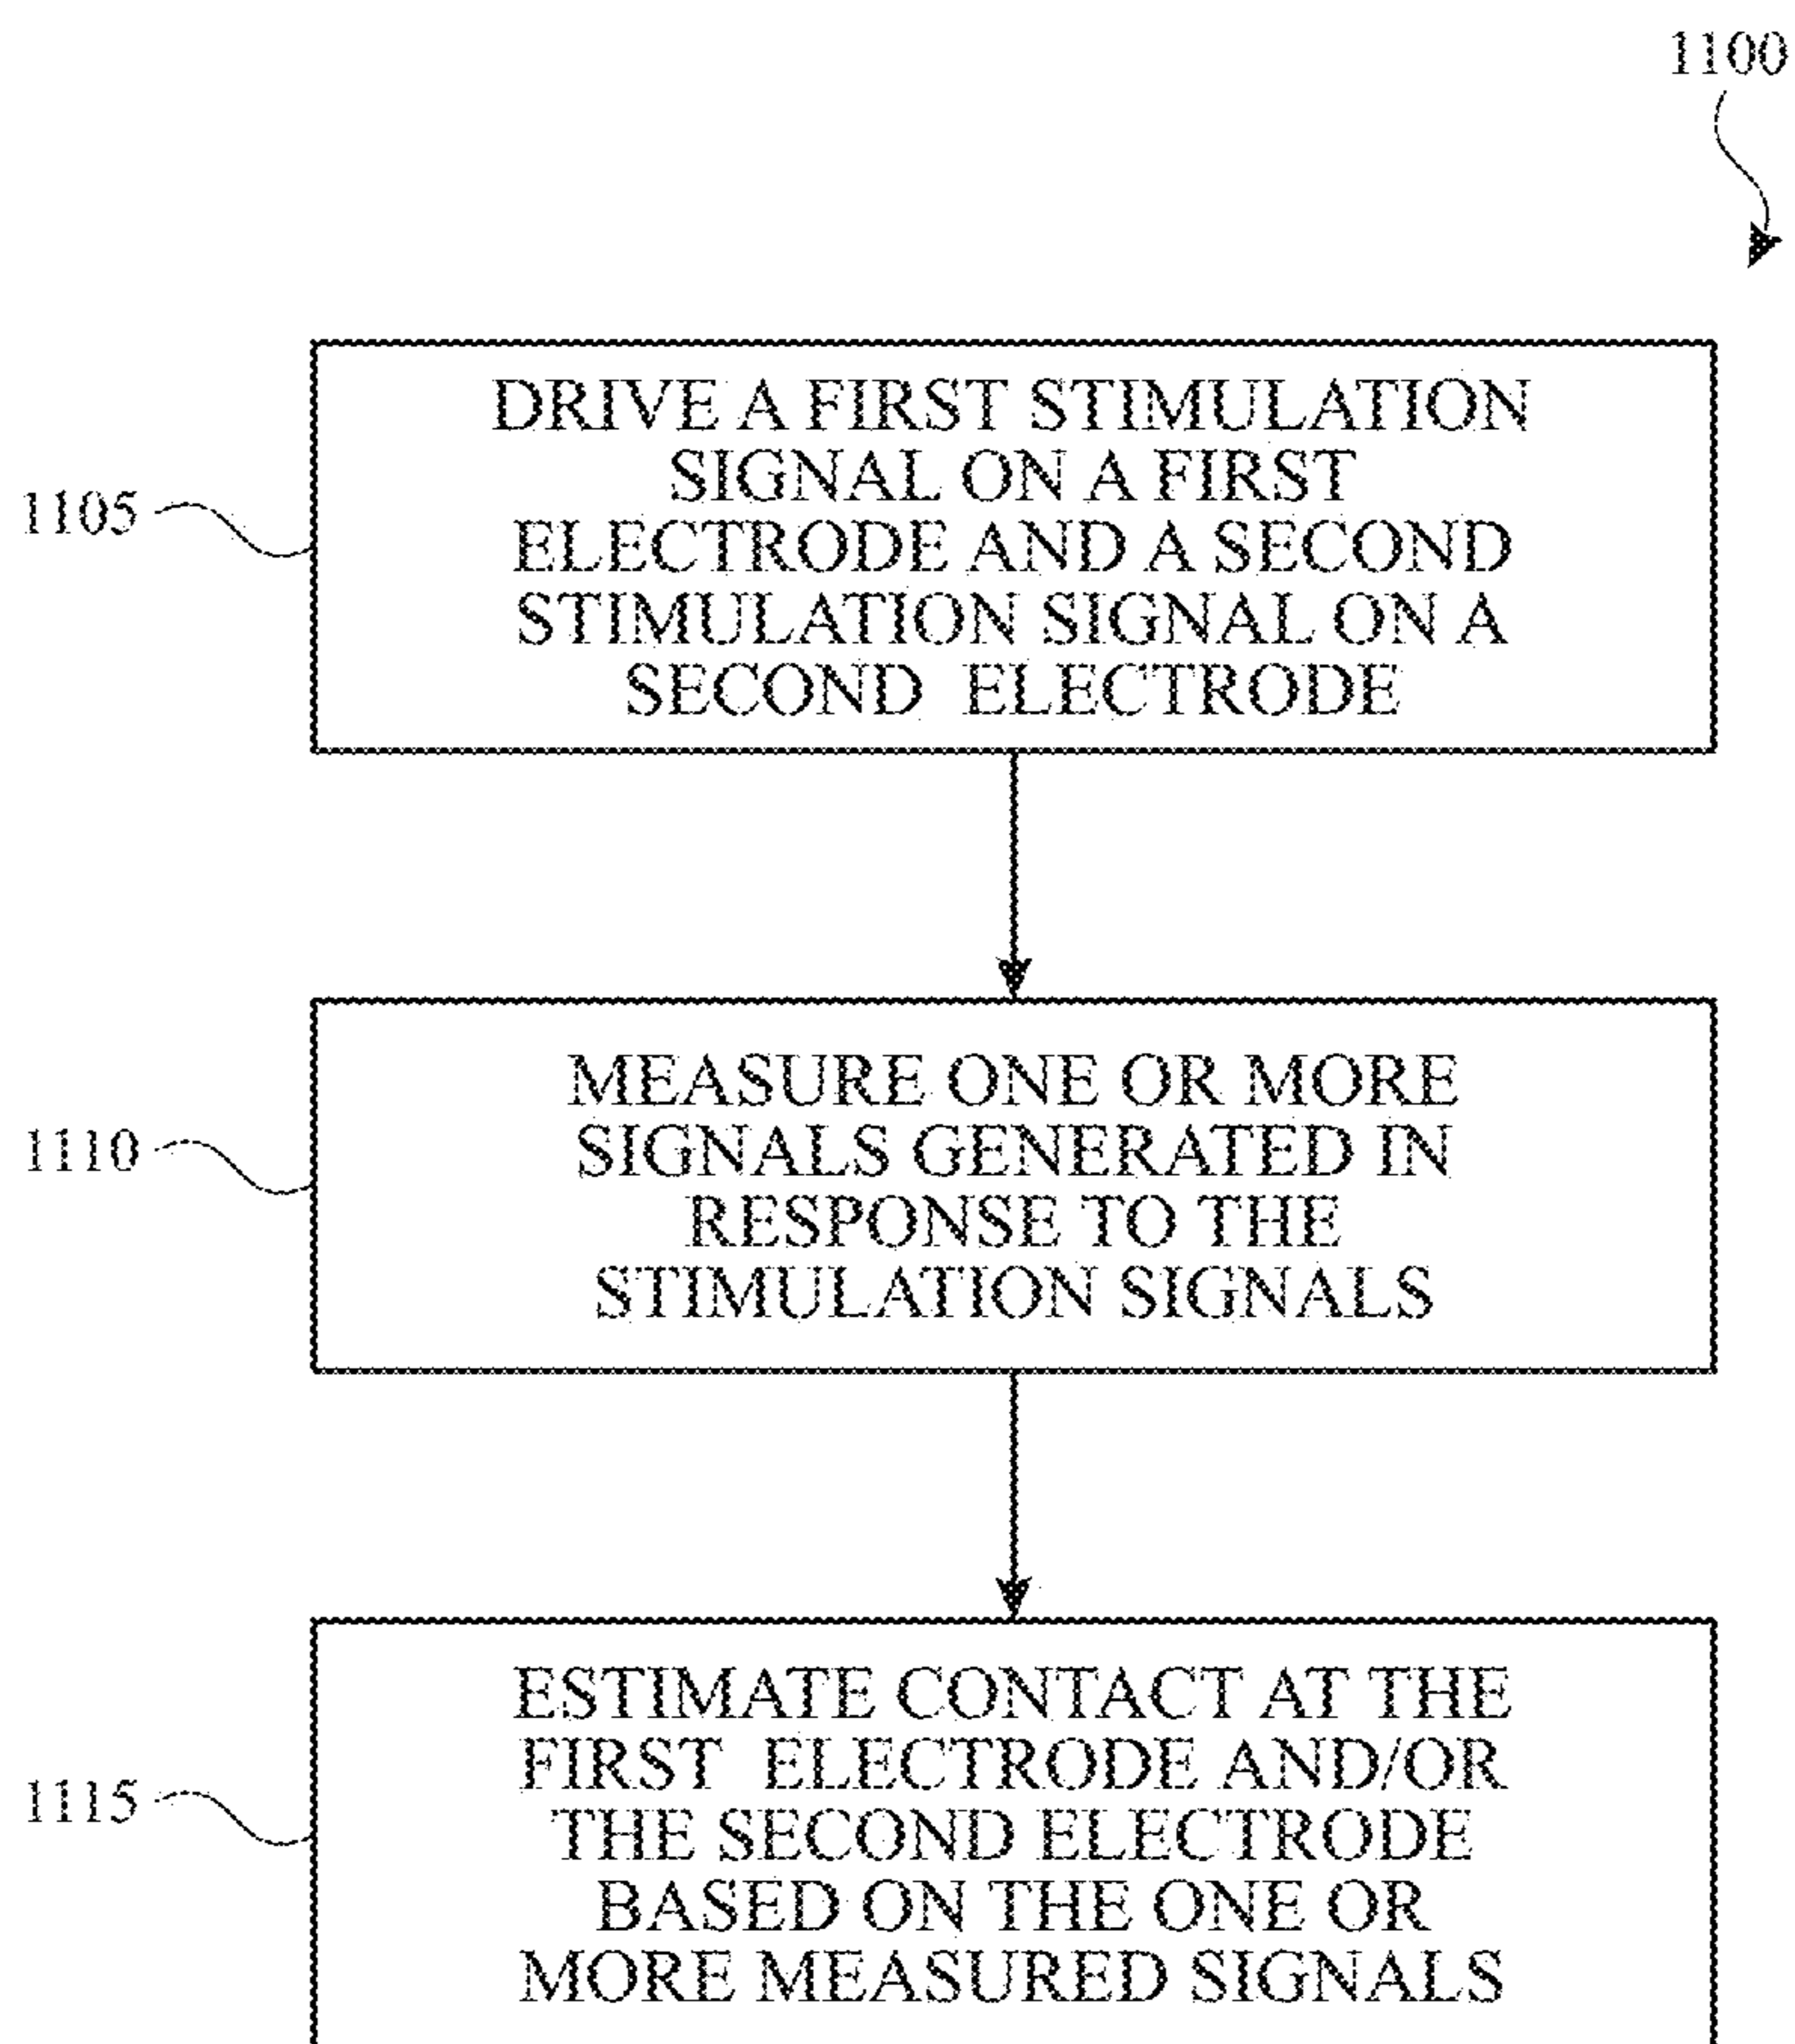 1100
1105
DRIVE A FIRST STIMULATION
SIGNAL ON A FIRST
ELECTRODE AND A SECOND
STIMULATION SIGNAL ON A
SECOND ELECTRODE
1110
MEASURE ONE OR MORE
SIGNALS GENERATED IN
RESPONSE TO THE
STIMULATION SIGNALS
1115
ESTIMATE CONTACT AT THE
FIRST ELECTRODE AND/OR
THE SECOND ELECTRODE
BASED ON THE ONE OR
MORE MEASURED SIGNALS